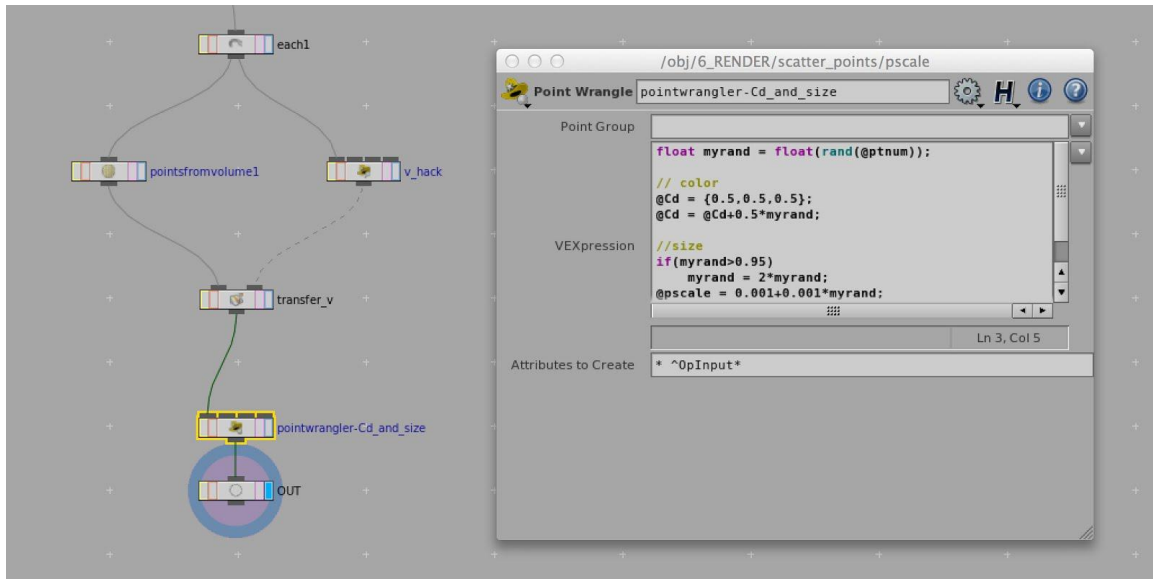 each1
pointsfromvolume1
v_hack
transfer_v
pointwrangler-Cd_and_size
OUT
/obj/6_RENDER/scatter_points/pscale
Point Wrangle pointwrangler-Cd_and_size
Point Group
VEXpression
float myrand = float(rand(@ptnum));
// color
@Cd = {0.5,0.5,0.5};
@Cd = @Cd+0.5*myrand;
//size
if(myrand>0.95)
myrand = 2*myrand;
@pscale = 0.001+0.001*myrand;
Ln 3, Col 5
Attributes to Create * ^OpInput*